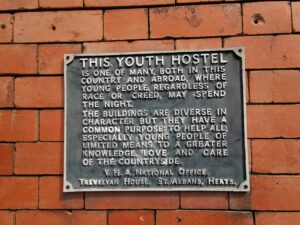 THIS YOUTH HOSTEL
IS ONE OF MANY, BOTH IN THIS
COUNTRY AND ABROAD, WHERE
YOUNG PEOPLE, REGARDLESS OF
RACE OR CREED, MAY SPEND
THE NIGHT.
THE BUILDINGS ARE DIVERSE IN
CHARACTER BUT THEY HAVE A
COMMON PURPOSE: TO HELP ALL,
ESPECIALLY YOUNG PEOPLE OF
LIMITED MEANS, TO A GREATER
KNOWLEDGE, LOVE AND CARE
OF THE COUNTRYSIDE.
Y.H.A. NATIONAL OFFICE,
TREVELYAN HOUSE, ST. ALBANS, HERTS.